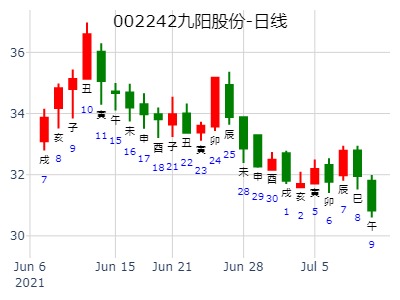 002242九阳股份-日线
36
34
32
30
戌
7
亥
8
子
9
丑
10
寅
11
午
15
未
16
申
17
酉
18
子
21
丑
22
寅
23
卯
24
辰
25
未
28
申
29
酉
30
戌
1
亥
2
寅
5
卯
6
辰
7
巳
8
午
9
Jun 6
2021
Jun 15
Jun 21
Jun 28
Jul 5